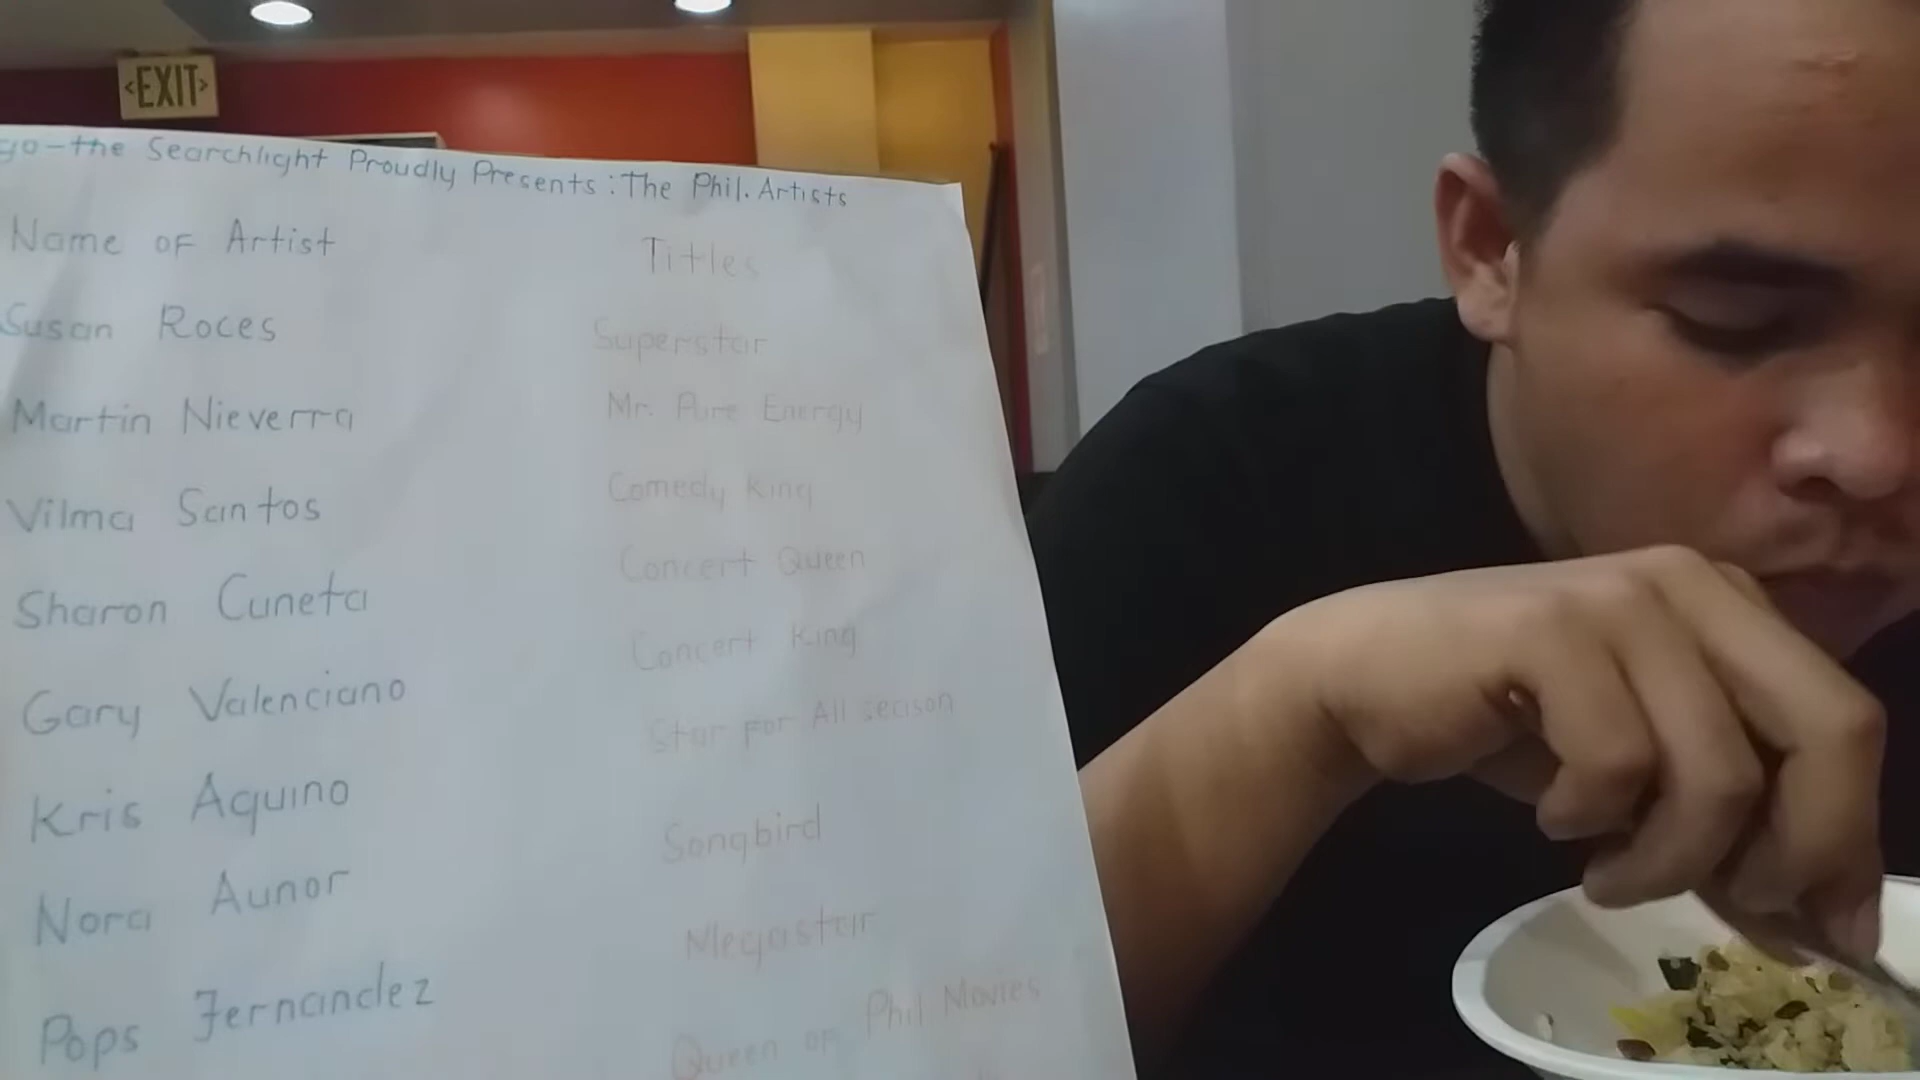 <EXIT>
go-the Searchlight Proudly Presents: The Phil. Artists
Name of Artist Titles
Susan Roces Superstar
Martin Nieverra Mr. Pure Energy
Vilma Santos Comedy King
Sharon Cuneta Concert Queen
Gary Valenciano Concert King
Kris Aquino Star for All season
Nora Aunor Songbird
Pops Fernandez Megastar
Queen of Phil Movies